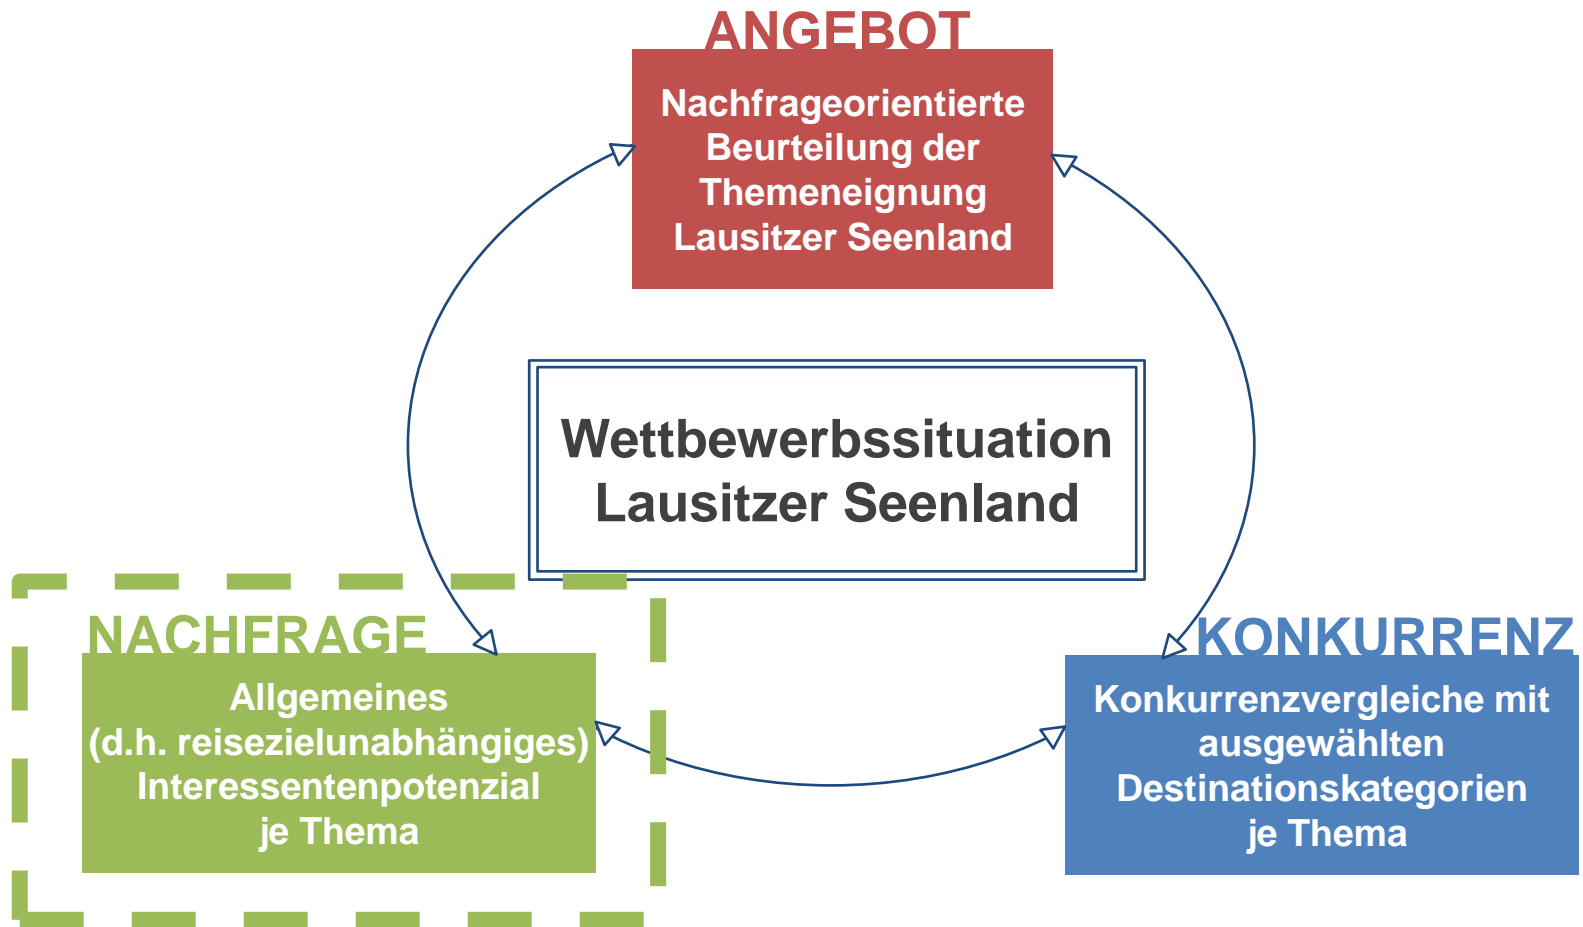 ANGEBOT
Nachfrageorientierte
Beurteilung der
Themeneignung
Lausitzer Seenland
Wettbewerbssituation
Lausitzer Seenland
NACHFRAGE
Allgemeines
(d.h. reisezielunabhängiges)
Interessentenpotenzial
je Thema
KONKURRENZ
Konkurrenzvergleiche mit
ausgewählten
Destinationskategorien
je Thema